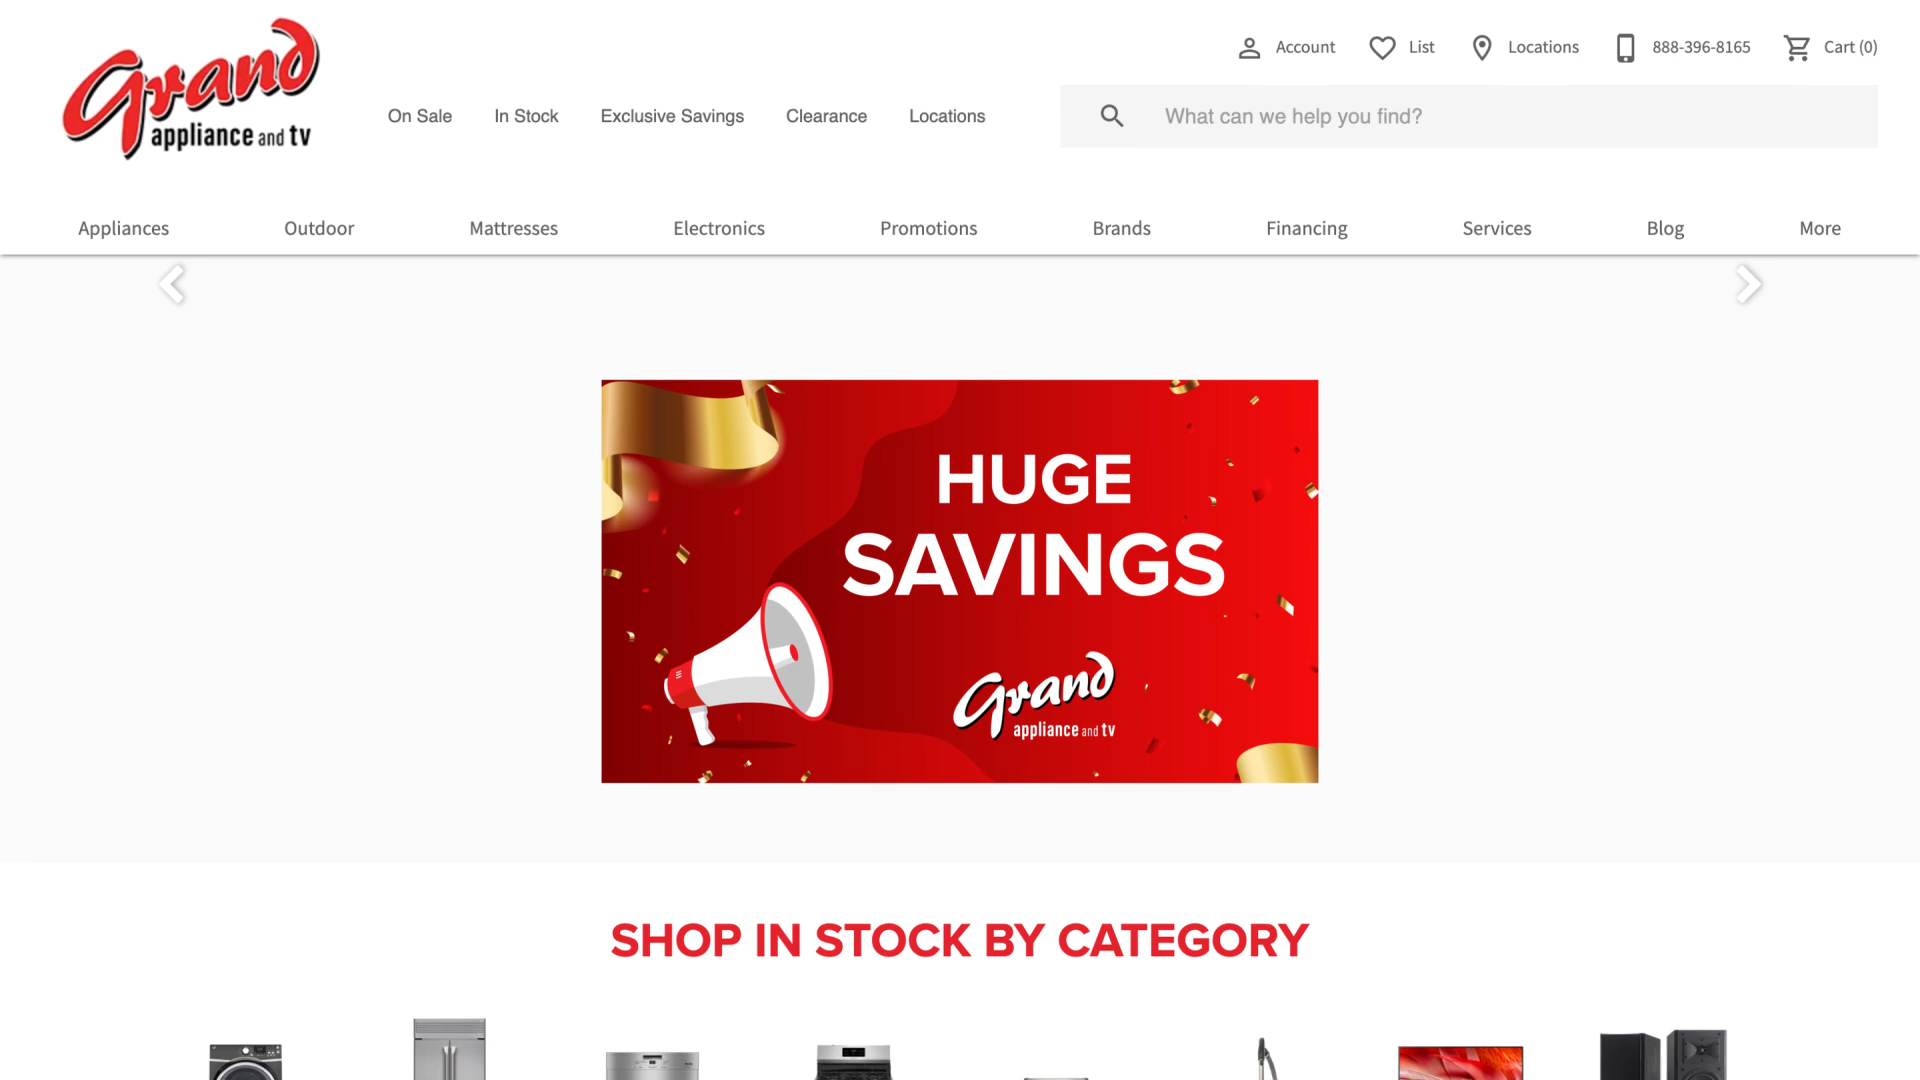 Grand
appliance and tv
Account
List
Locations
888-396-8165
Cart (0)
On Sale
In Stock
Exclusive Savings
Clearance
Locations
What can we help you find?
Appliances
Outdoor
Mattresses
Electronics
Promotions
Brands
Financing
Services
Blog
More
HUGE
SAVINGS
Grand
appliance and tv
SHOP IN STOCK BY CATEGORY